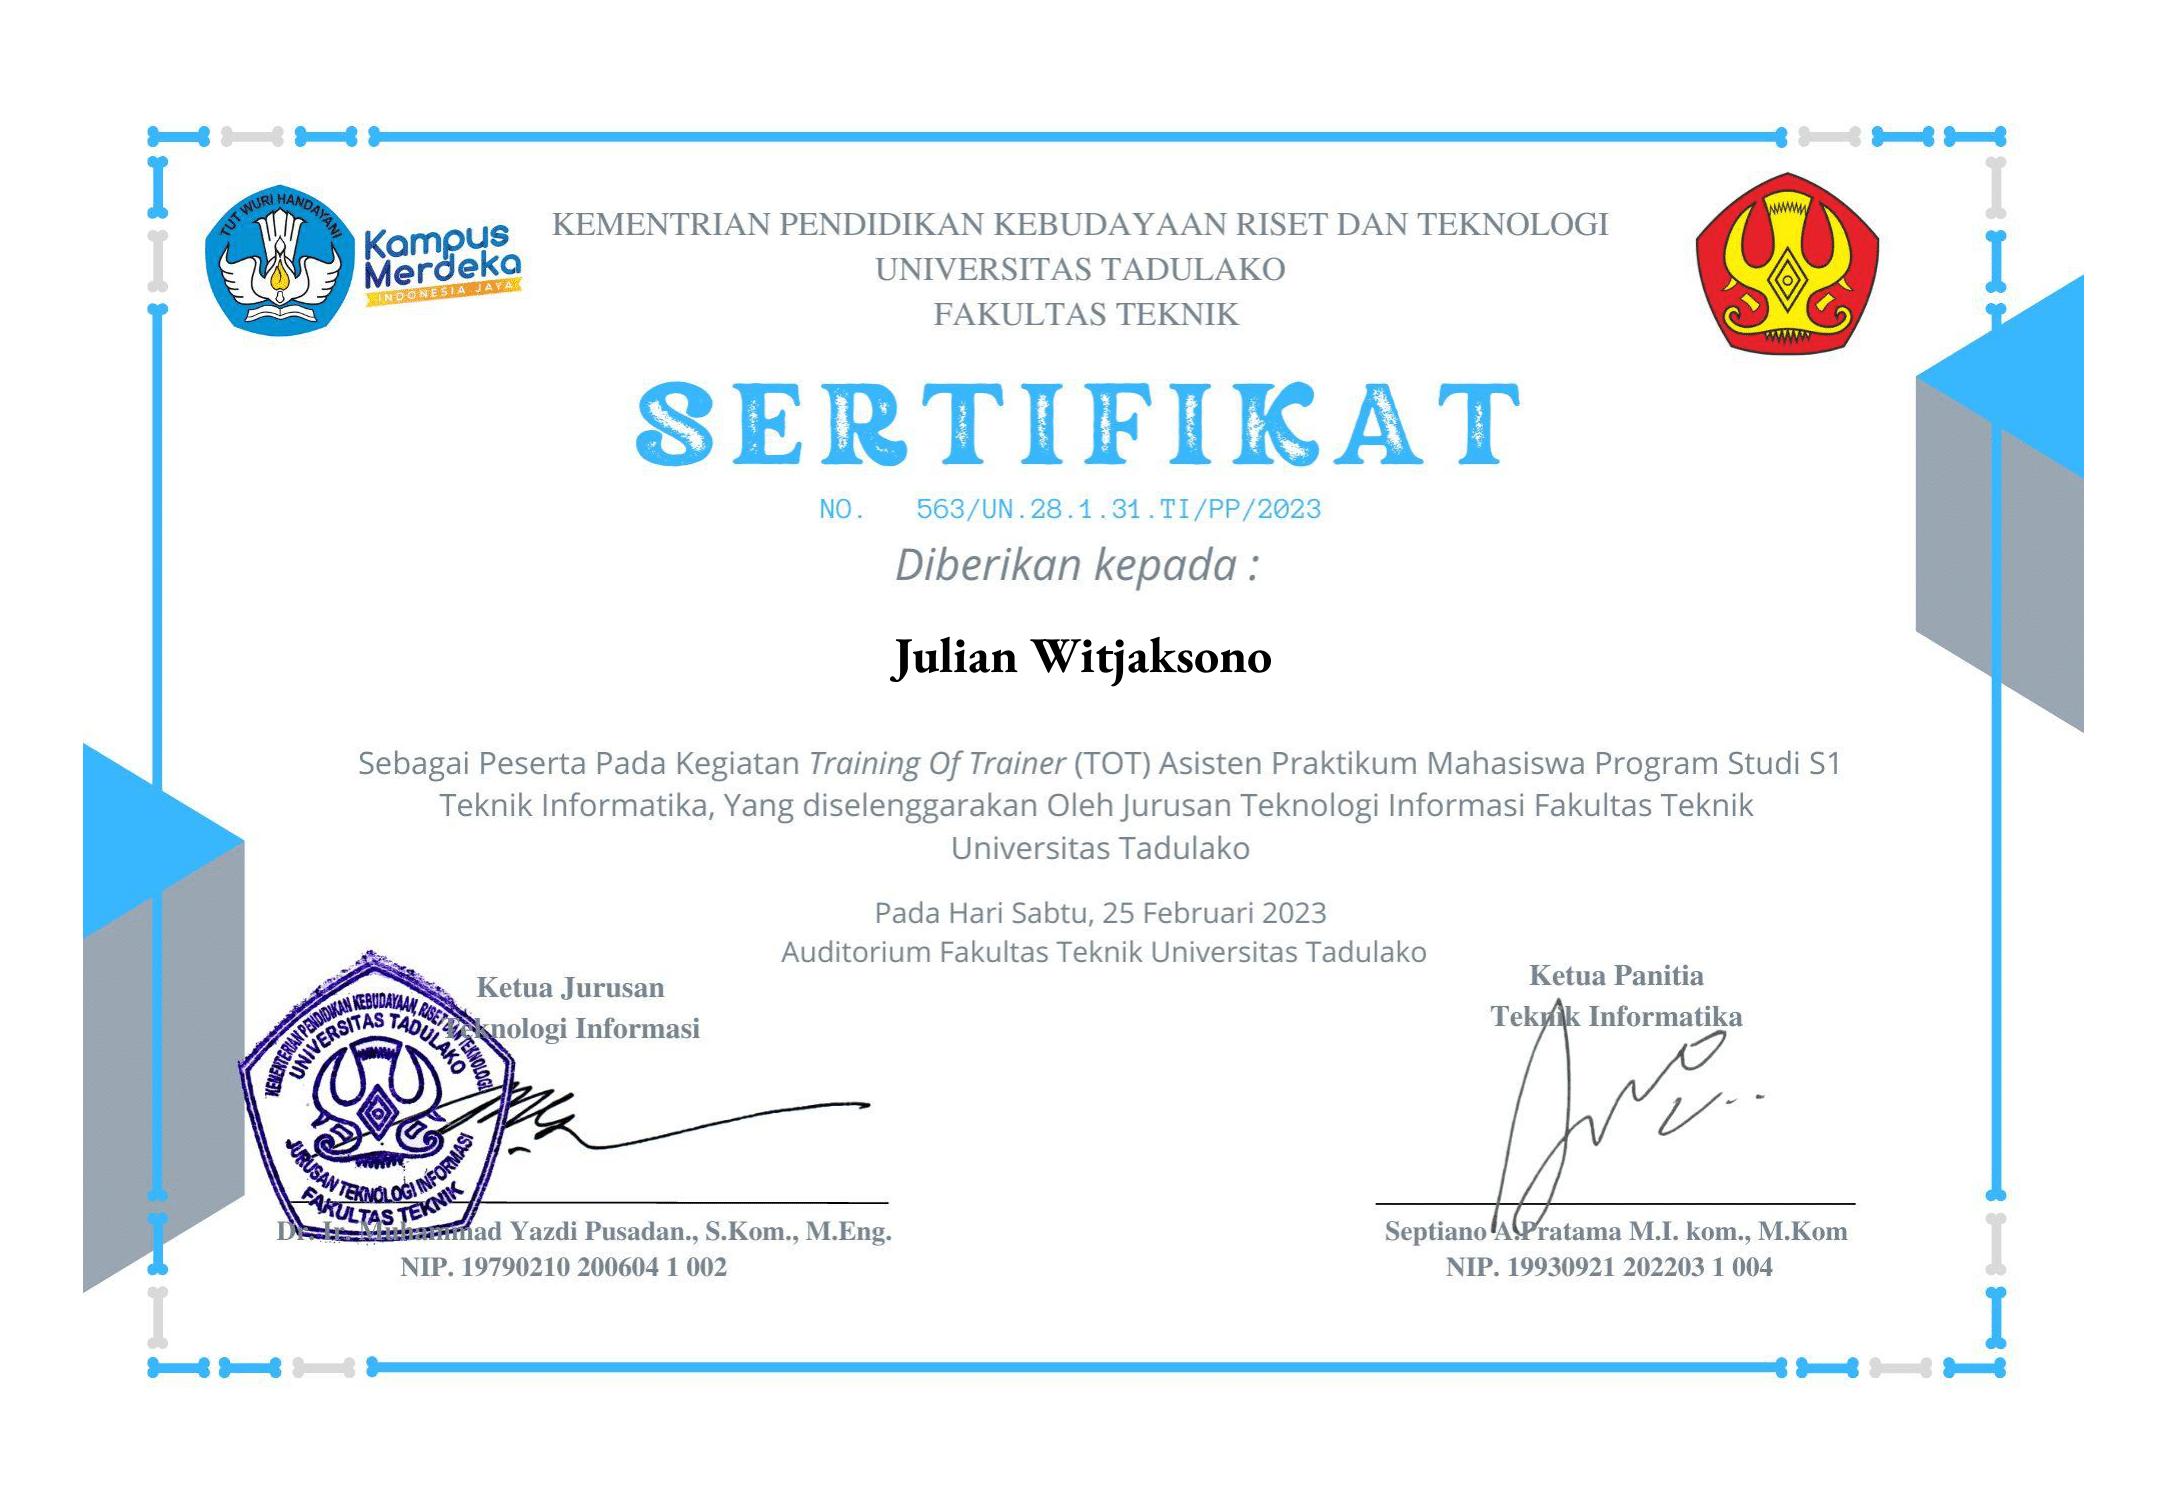 TUT WURI HANDAYANI
Kampus
Merdeka
INDONESIA JAYA
KEMENTRIAN PENDIDIKAN KEBUDAYAAN RISET DAN TEKNOLOGI
UNIVERSITAS TADULAKO
FAKULTAS TEKNIK
SERTIFIKAT
NO. 563/UN.28.1.31.TI/PP/2023
Diberikan kepada :
Julian Witjaksono
Sebagai Peserta Pada Kegiatan Training Of Trainer (TOT) Asisten Praktikum Mahasiswa Program Studi S1
Teknik Informatika, Yang diselenggarakan Oleh Jurusan Teknologi Informasi Fakultas Teknik
Universitas Tadulako
Pada Hari Sabtu, 25 Februari 2023
Auditorium Fakultas Teknik Universitas Tadulako
Ketua Jurusan
Teknologi Informasi
KEMENTERIAN PENDIDIKAN KEBUDAYAAN, RISET DAN TEKNOLOGI
UNIVERSITAS TADULAKO
JURUSAN TEKNOLOGI INFORMASI
FAKULTAS TEKNIK
Dr. Ir. Muhammad Yazdi Pusadan., S.Kom., M.Eng.
NIP. 19790210 200604 1 002
Ketua Panitia
Teknik Informatika
Septiano A.Pratama M.I. kom., M.Kom
NIP. 19930921 202203 1 004